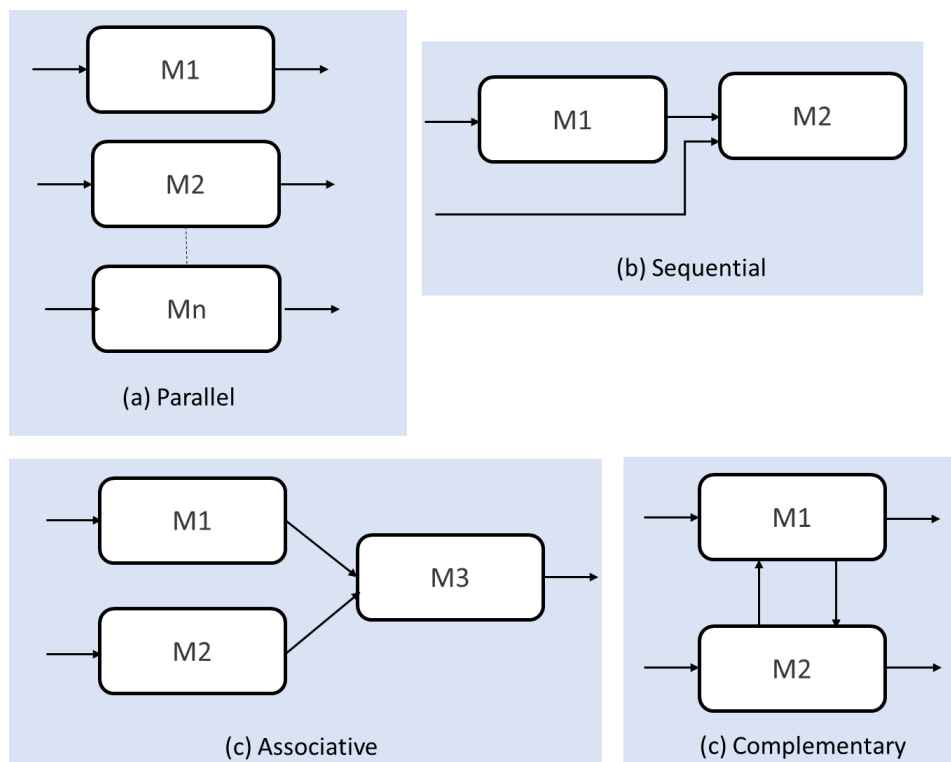 M1
M2
Mn
(a) Parallel
M1
M2
(b) Sequential
M1
M2
M3
(c) Associative
M1
M2
(c) Complementary